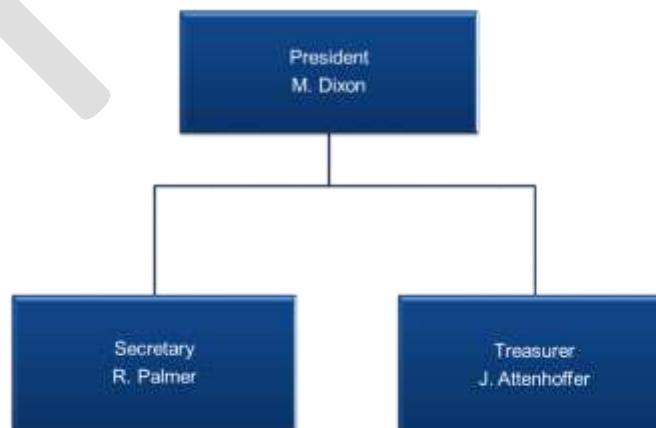 President
M. Dixon
Secretary
R. Palmer
Treasurer
J. Attenhoffer